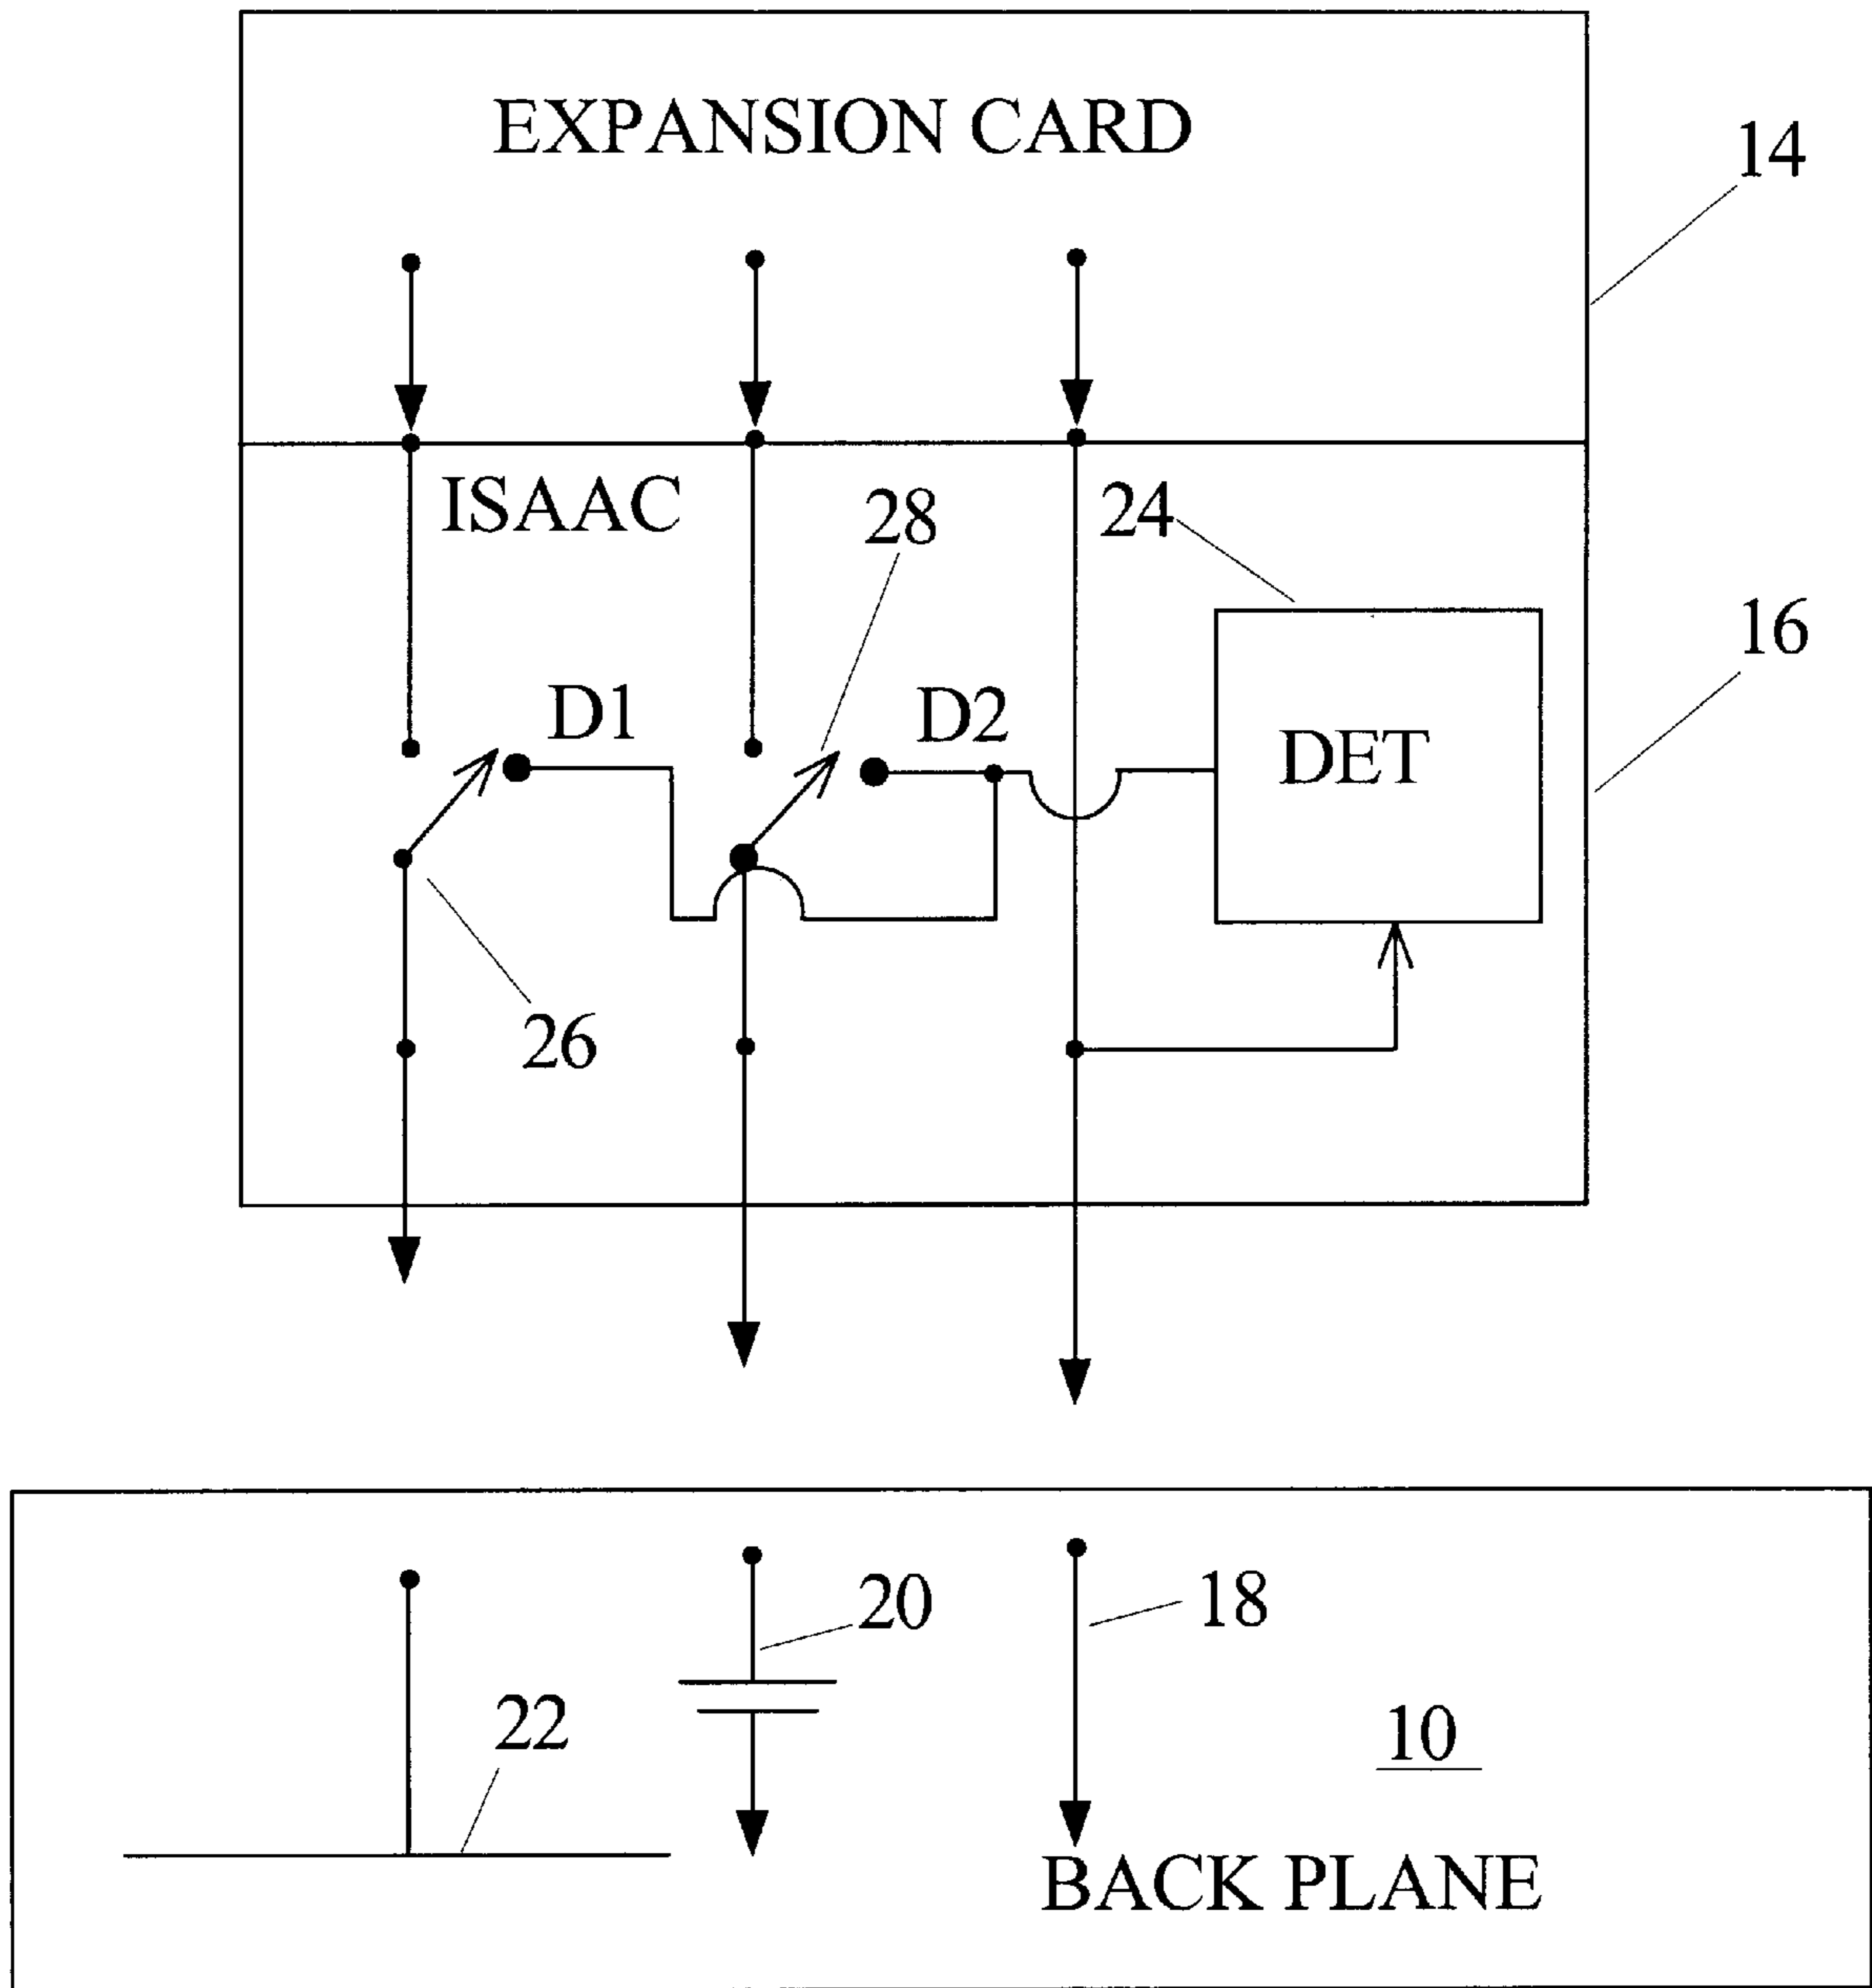 EXPANSION CARD
14
ISAAC
28
24
16
D1
D2
DET
26
20
18
22
10
BACK PLANE